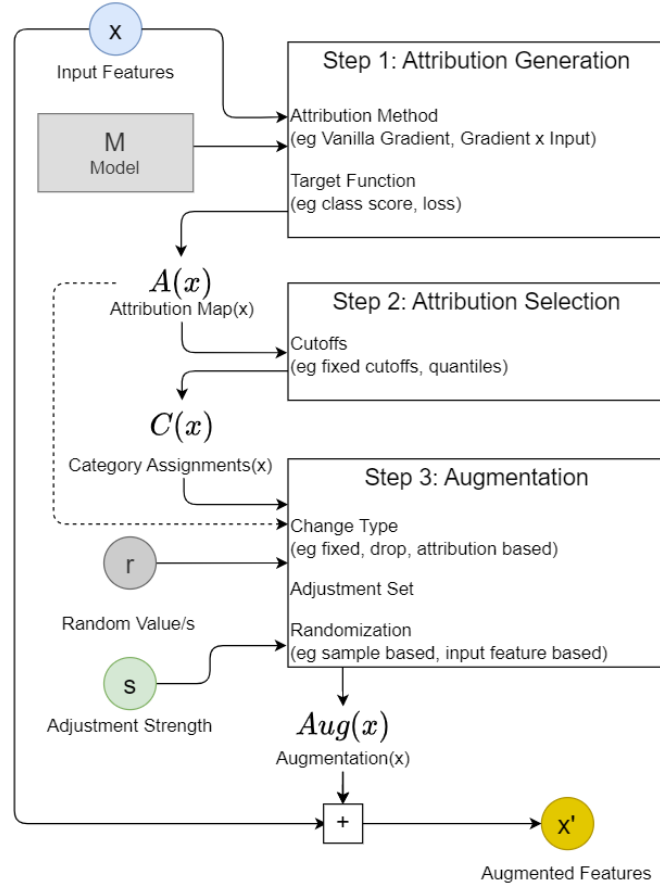 x
Input Features
Step 1: Attribution Generation
M
Model
Attribution Method
(eg Vanilla Gradient, Gradient x Input)
Target Function
(eg class score, loss)
A(x)
Attribution Map(x)
Step 2: Attribution Selection
Cutoffs
(eg fixed cutoffs, quantiles)
C(x)
Category Assignments(x)
Step 3: Augmentation
Change Type
(eg fixed, drop, attribution based)
r
Adjustment Set
Random Value/s
Randomization
(eg sample based, input feature based)
s
Adjustment Strength
Aug(x)
Augmentation(x)
+
x'
Augmented Features